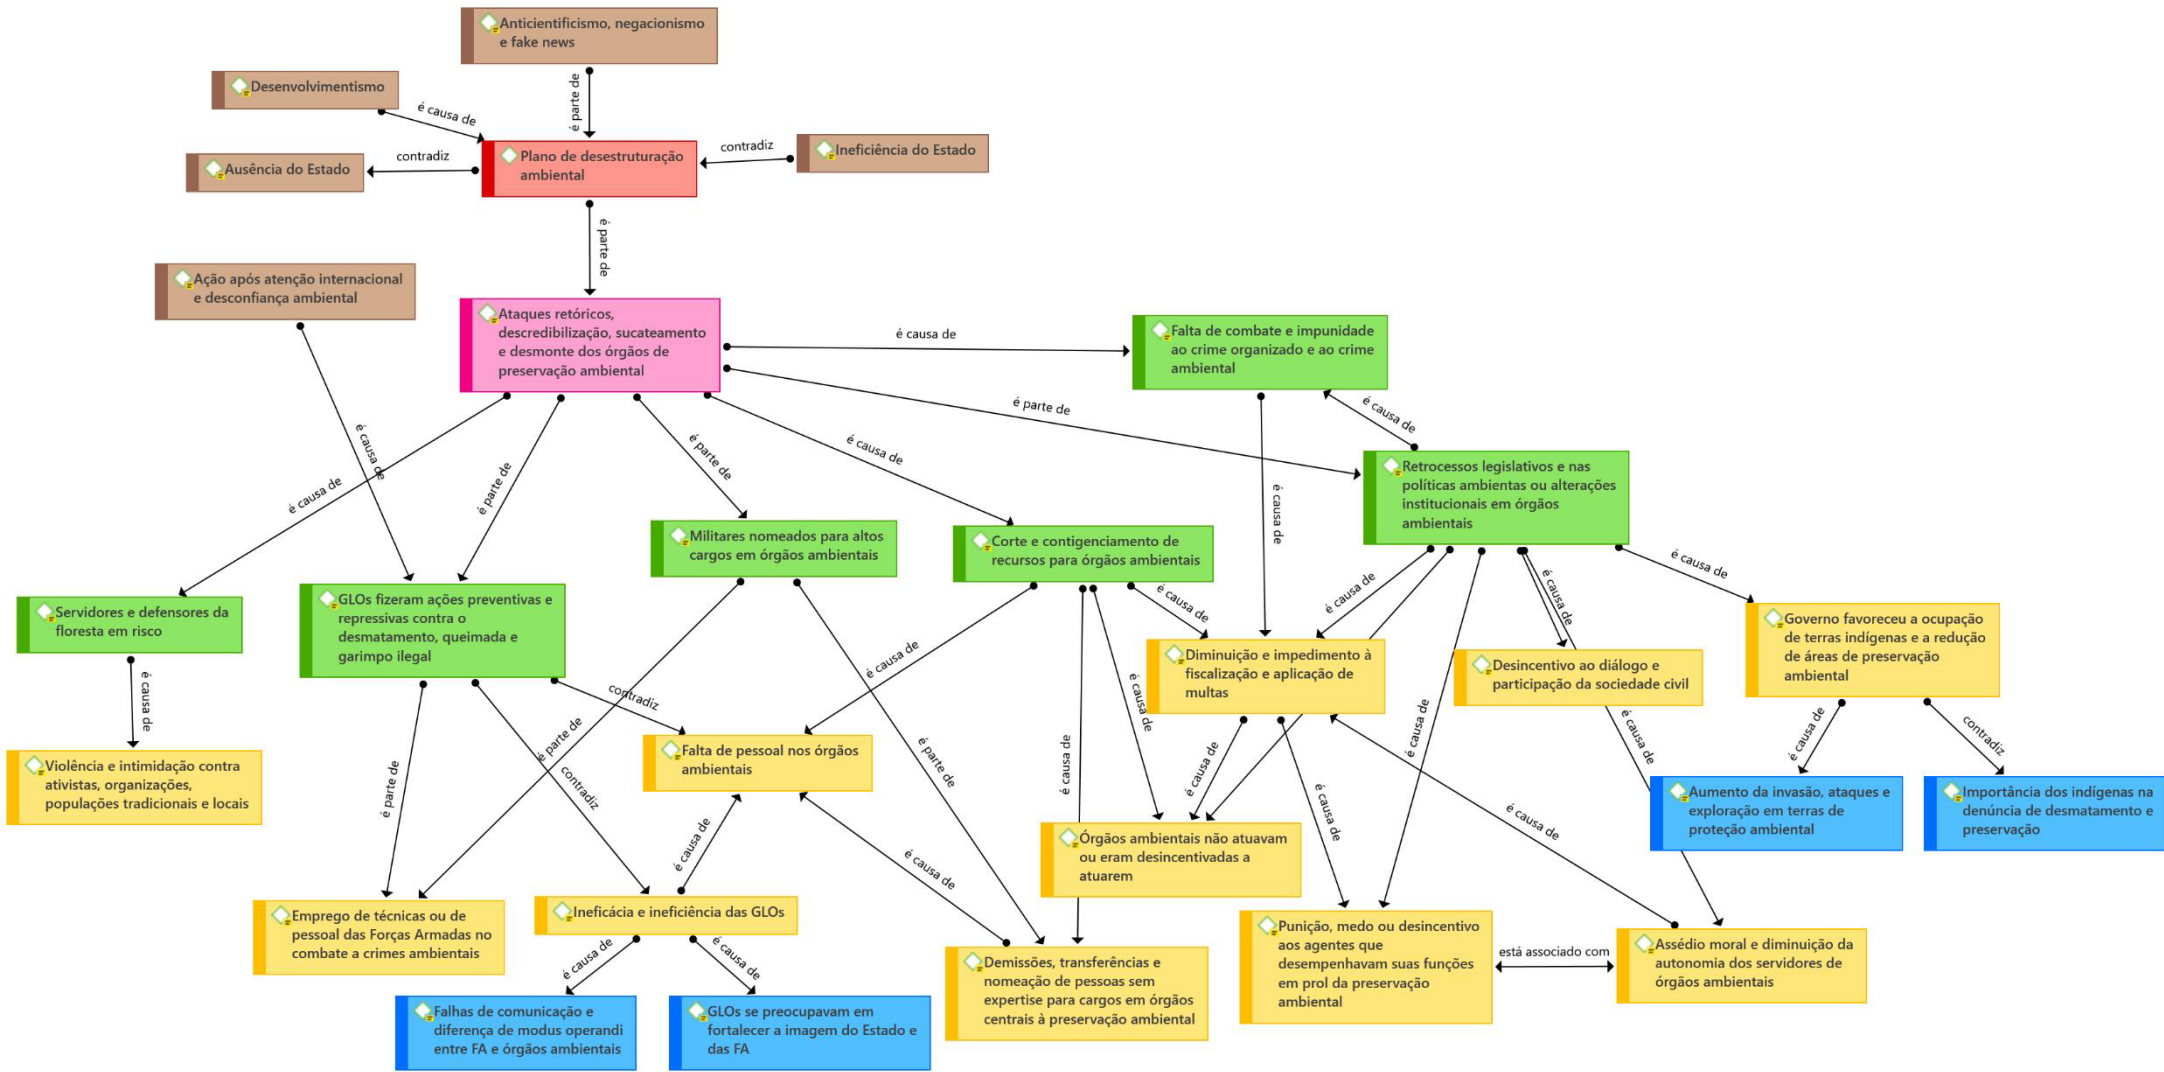 Anticientificismo, negacionismo
e fake news
Desenvolvimentismo
é causa de
é parte de
Ausência do Estado
contradiz
Plano de desestruturação
ambiental
contradiz
Ineficiência do Estado
é parte de
Ação após atenção internacional
e desconfiança ambiental
Ataques retóricos,
descredibilização, sucateamento
e desmonte dos órgãos de
preservação ambiental
é causa de
Falta de combate e impunidade
ao crime organizado e ao crime
ambiental
é causa de
é parte de
é causa de
é causa de
é parte de
é parte de
é causa de
é causa de
Retrocessos legislativos e nas
políticas ambientas ou alterações
institucionais em órgãos
ambientais
Militares nomeados para altos
cargos em órgãos ambientais
Corte e contigenciamento de
recursos para órgãos ambientais
é causa de
Servidores e defensores da
floresta em risco
GLOs fizeram ações preventivas e
repressivas contra o
desmatamento, queimada e
garimpo ilegal
é causa de
é causa de
é causa de
Governo favoreceu a ocupação
de terras indígenas e a redução
de áreas de preservação
ambiental
Diminuição e impedimento à
fiscalização e aplicação de
multas
Desincentivo ao diálogo e
participação da sociedade civil
é causa de
contradiz
é causa de
é causa de
é causa de
é causa de
é causa de
contradiz
Violência e intimidação contra
ativistas, organizações,
populações tradicionais e locais
é parte de
é parte de
contradiz
Falta de pessoal nos órgãos
ambientais
é parte de
é causa de
é causa de
Aumento da invasão, ataques e
exploração em terras de
proteção ambiental
Importância dos indígenas na
denúncia de desmatamento e
preservação
é causa de
é causa de
é causa de
é causa de
Órgãos ambientais não atuavam
ou eram desincentivadas a
atuarem
Emprego de técnicas ou de
pessoal das Forças Armadas no
combate a crimes ambientais
Ineficácia e ineficiência das GLOs
é causa de
é causa de
Demissões, transferências e
nomeação de pessoas sem
expertise para cargos em órgãos
centrais à preservação ambiental
Punição, medo ou desincentivo
aos agentes que
desempenhavam suas funções
em prol da preservação
ambiental
está associado com
Assédio moral e diminuição da
autonomia dos servidores de
órgãos ambientais
Falhas de comunicação e
diferença de modus operandi
entre FA e órgãos ambientais
GLOs se preocupavam em
fortalecer a imagem do Estado e
das FA